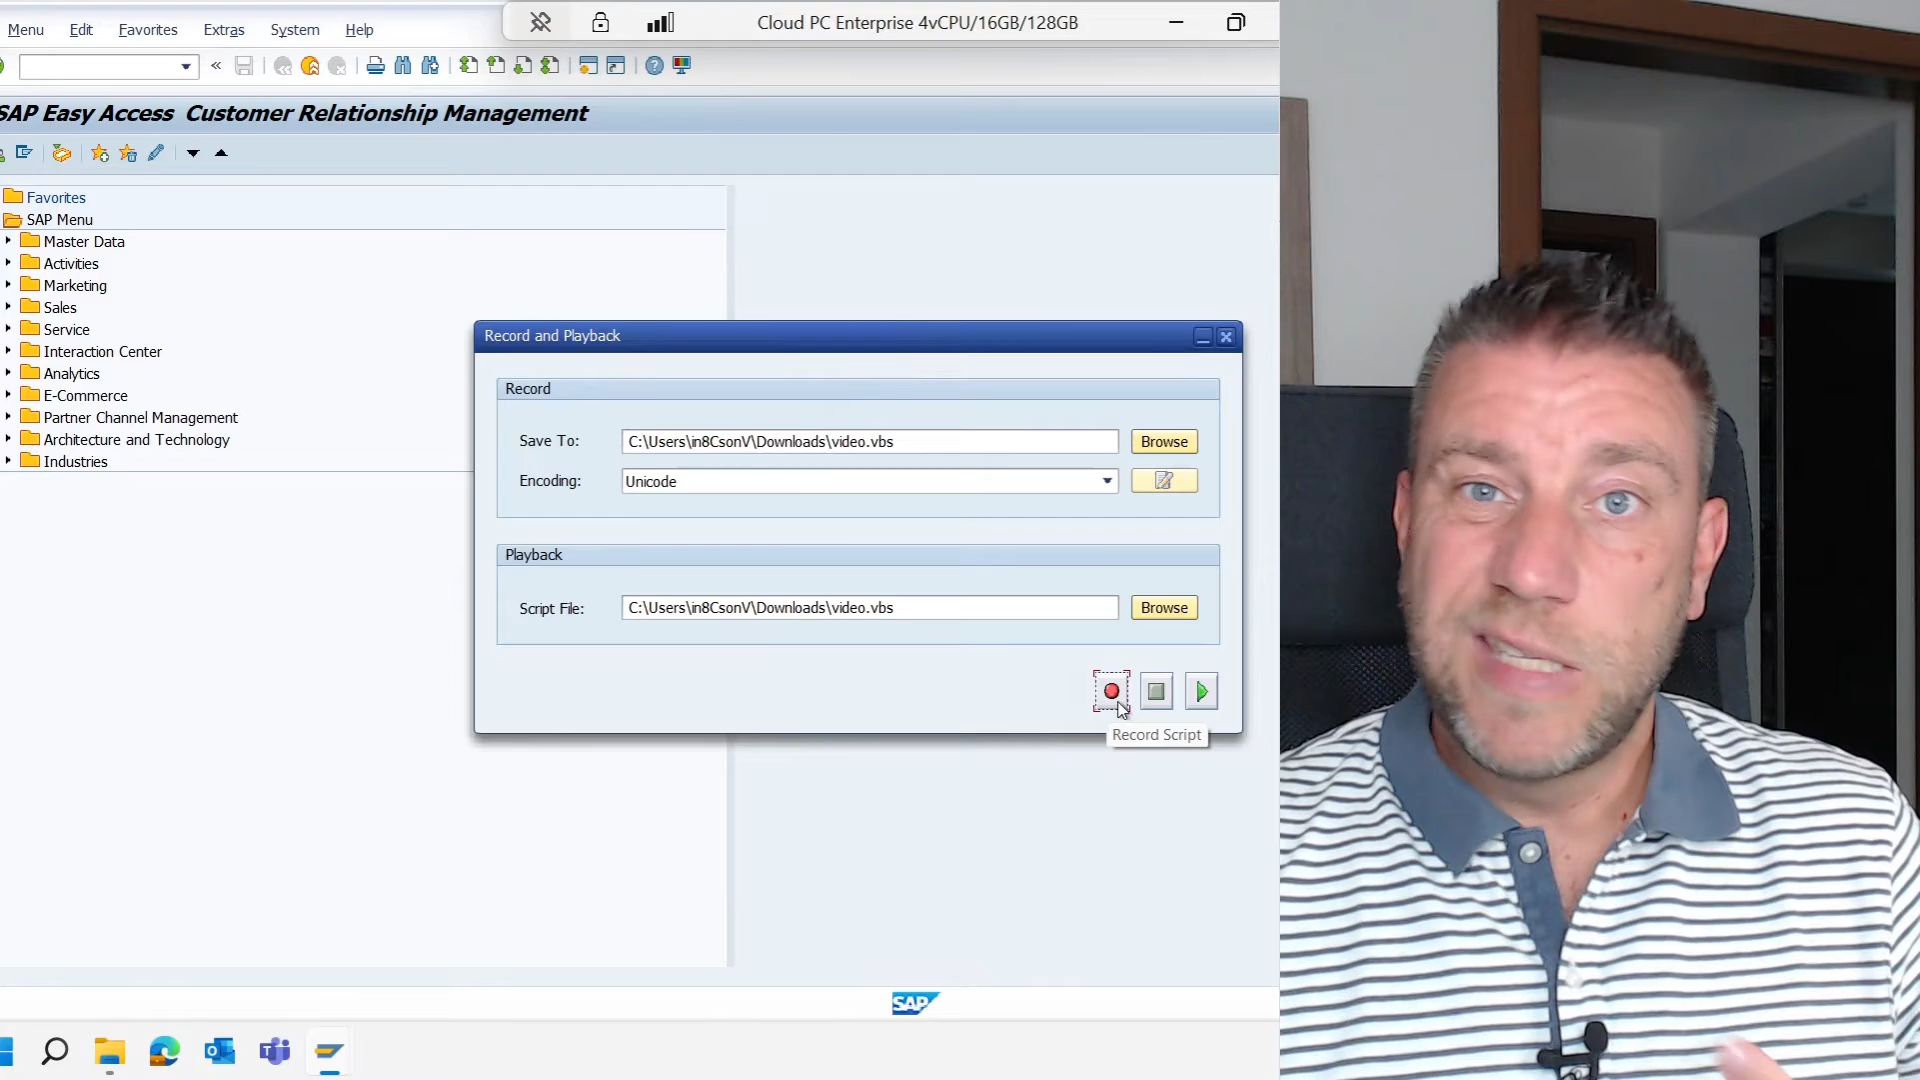 Menu Edit Favorites Extras System Help
Cloud PC Enterprise 4vCPU/16GB/128GB
SAP Easy Access Customer Relationship Management
Favorites
SAP Menu
Master Data
Activities
Marketing
Sales
Service
Interaction Center
Analytics
E-Commerce
Partner Channel Management
Architecture and Technology
Industries
Record and Playback
Record
Save To: C:\Users\in8CsonV\Downloads\video.vbs Browse
Encoding: Unicode
Playback
Script File: C:\Users\in8CsonV\Downloads\video.vbs Browse
Record Script
SAP